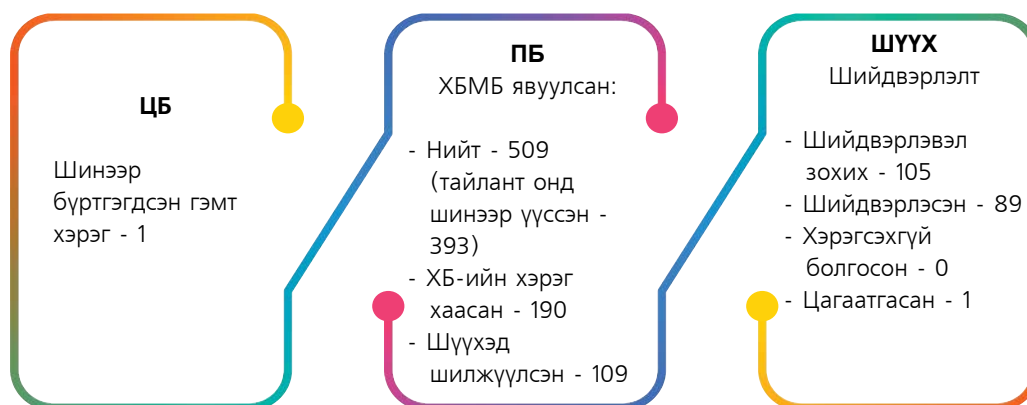 ЦБ
Шинээр
бүртгэгдсэн гэмт
хэрэг - 1
ПБ
ХБМБ явуулсан:
- Нийт - 509
(тайлант онд
шинээр үүссэн -
393)
- ХБ-ийн хэрэг
хаасан - 190
- Шүүхэд
шилжүүлсэн - 109
ШҮҮХ
Шийдвэрлэлт
- Шийдвэрлэвэл
зохих - 105
- Шийдвэрлэсэн - 89
- Хэрэгсэхгүй
болгосон - 0
- Цагаатгасан - 1